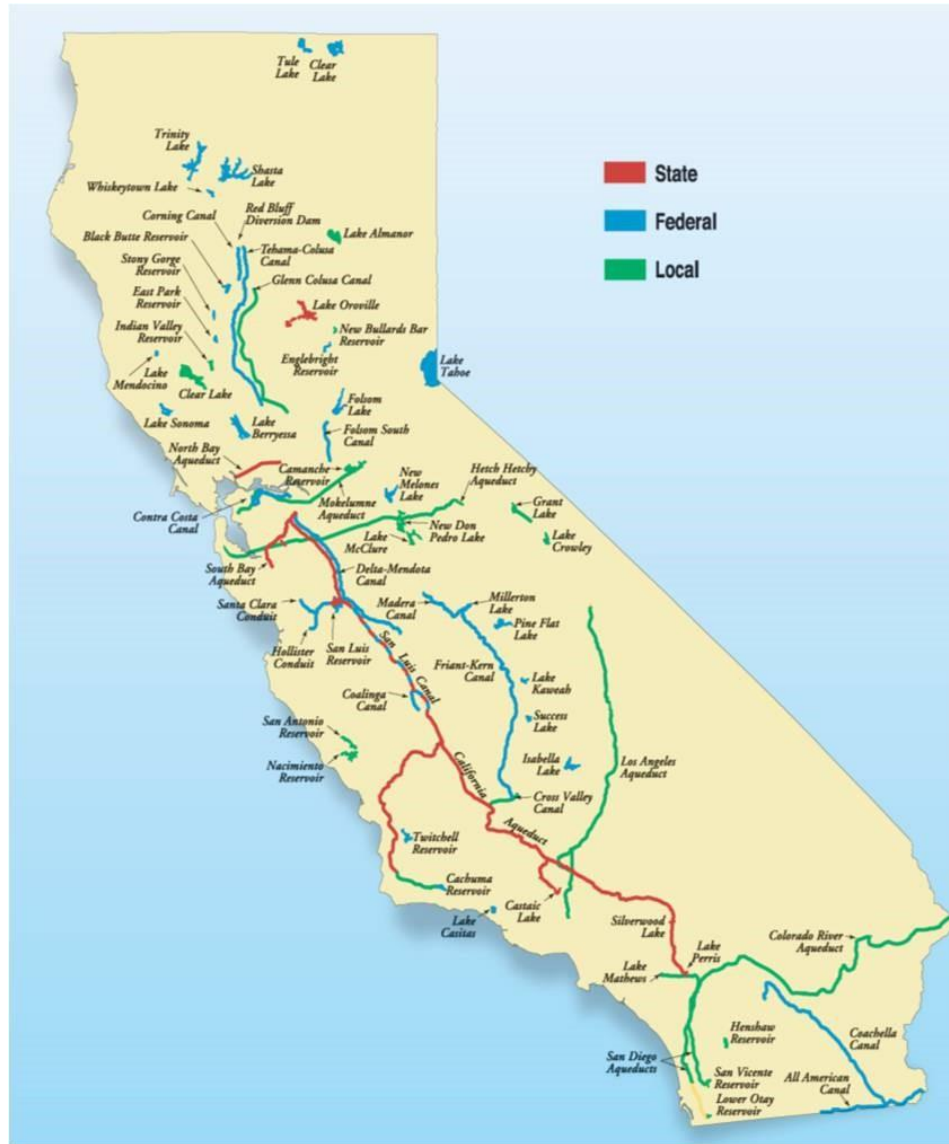 Tule
Lake
Clear
Lake
Trinity
Lake
Shasta
Lake
Whiskeytown Lake
State
Federal
Local
Corning Canal
Red Bluff
Diversion Dam
Black Butte Reservoir
Tehama-Colusa
Canal
Lake Almanor
Stony Gorge
Reservoir
Glenn Colusa Canal
East Park
Reservoir
Lake Oroville
Indian Valley
Reservoir
New Bullards Bar
Reservoir
Englebright
Reservoir
Lake
Tahoe
Lake
Mendocino
Clear Lake
Lake Sonoma
Lake
Berryessa
Folsom
Lake
Folsom South
Canal
North Bay
Aqueduct
Camanche
Reservoir
New
Melones
Lake
Hetch Hetchy
Aqueduct
Contra Costa
Canal
Mokelumne
Aqueduct
Lake
McClure
New Don
Pedro Lake
Grant
Lake
Lake
Crowley
South Bay
Aqueduct
Delta-Mendota
Canal
Santa Clara
Conduit
Madera
Canal
Millerton
Lake
Pine Flat
Lake
Hollister
Conduit
San Luis
Reservoir
San Luis Canal
Friant-Kern
Canal
Lake
Kaweah
Coalinga
Canal
Success
Lake
San Antonio
Reservoir
Nacimiento
Reservoir
Isabella
Lake
Los Angeles
Aqueduct
California
Aqueduct
Cross Valley
Canal
Twitchell
Reservoir
Cachuma
Reservoir
Castaic
Lake
Lake
Casitas
Silverwood
Lake
Lake
Perris
Colorado River
Aqueduct
Lake
Mathews
Henshaw
Reservoir
Coachella
Canal
San Diego
Aqueducts
San Vicente
Reservoir
All American
Canal
Lower Otay
Reservoir